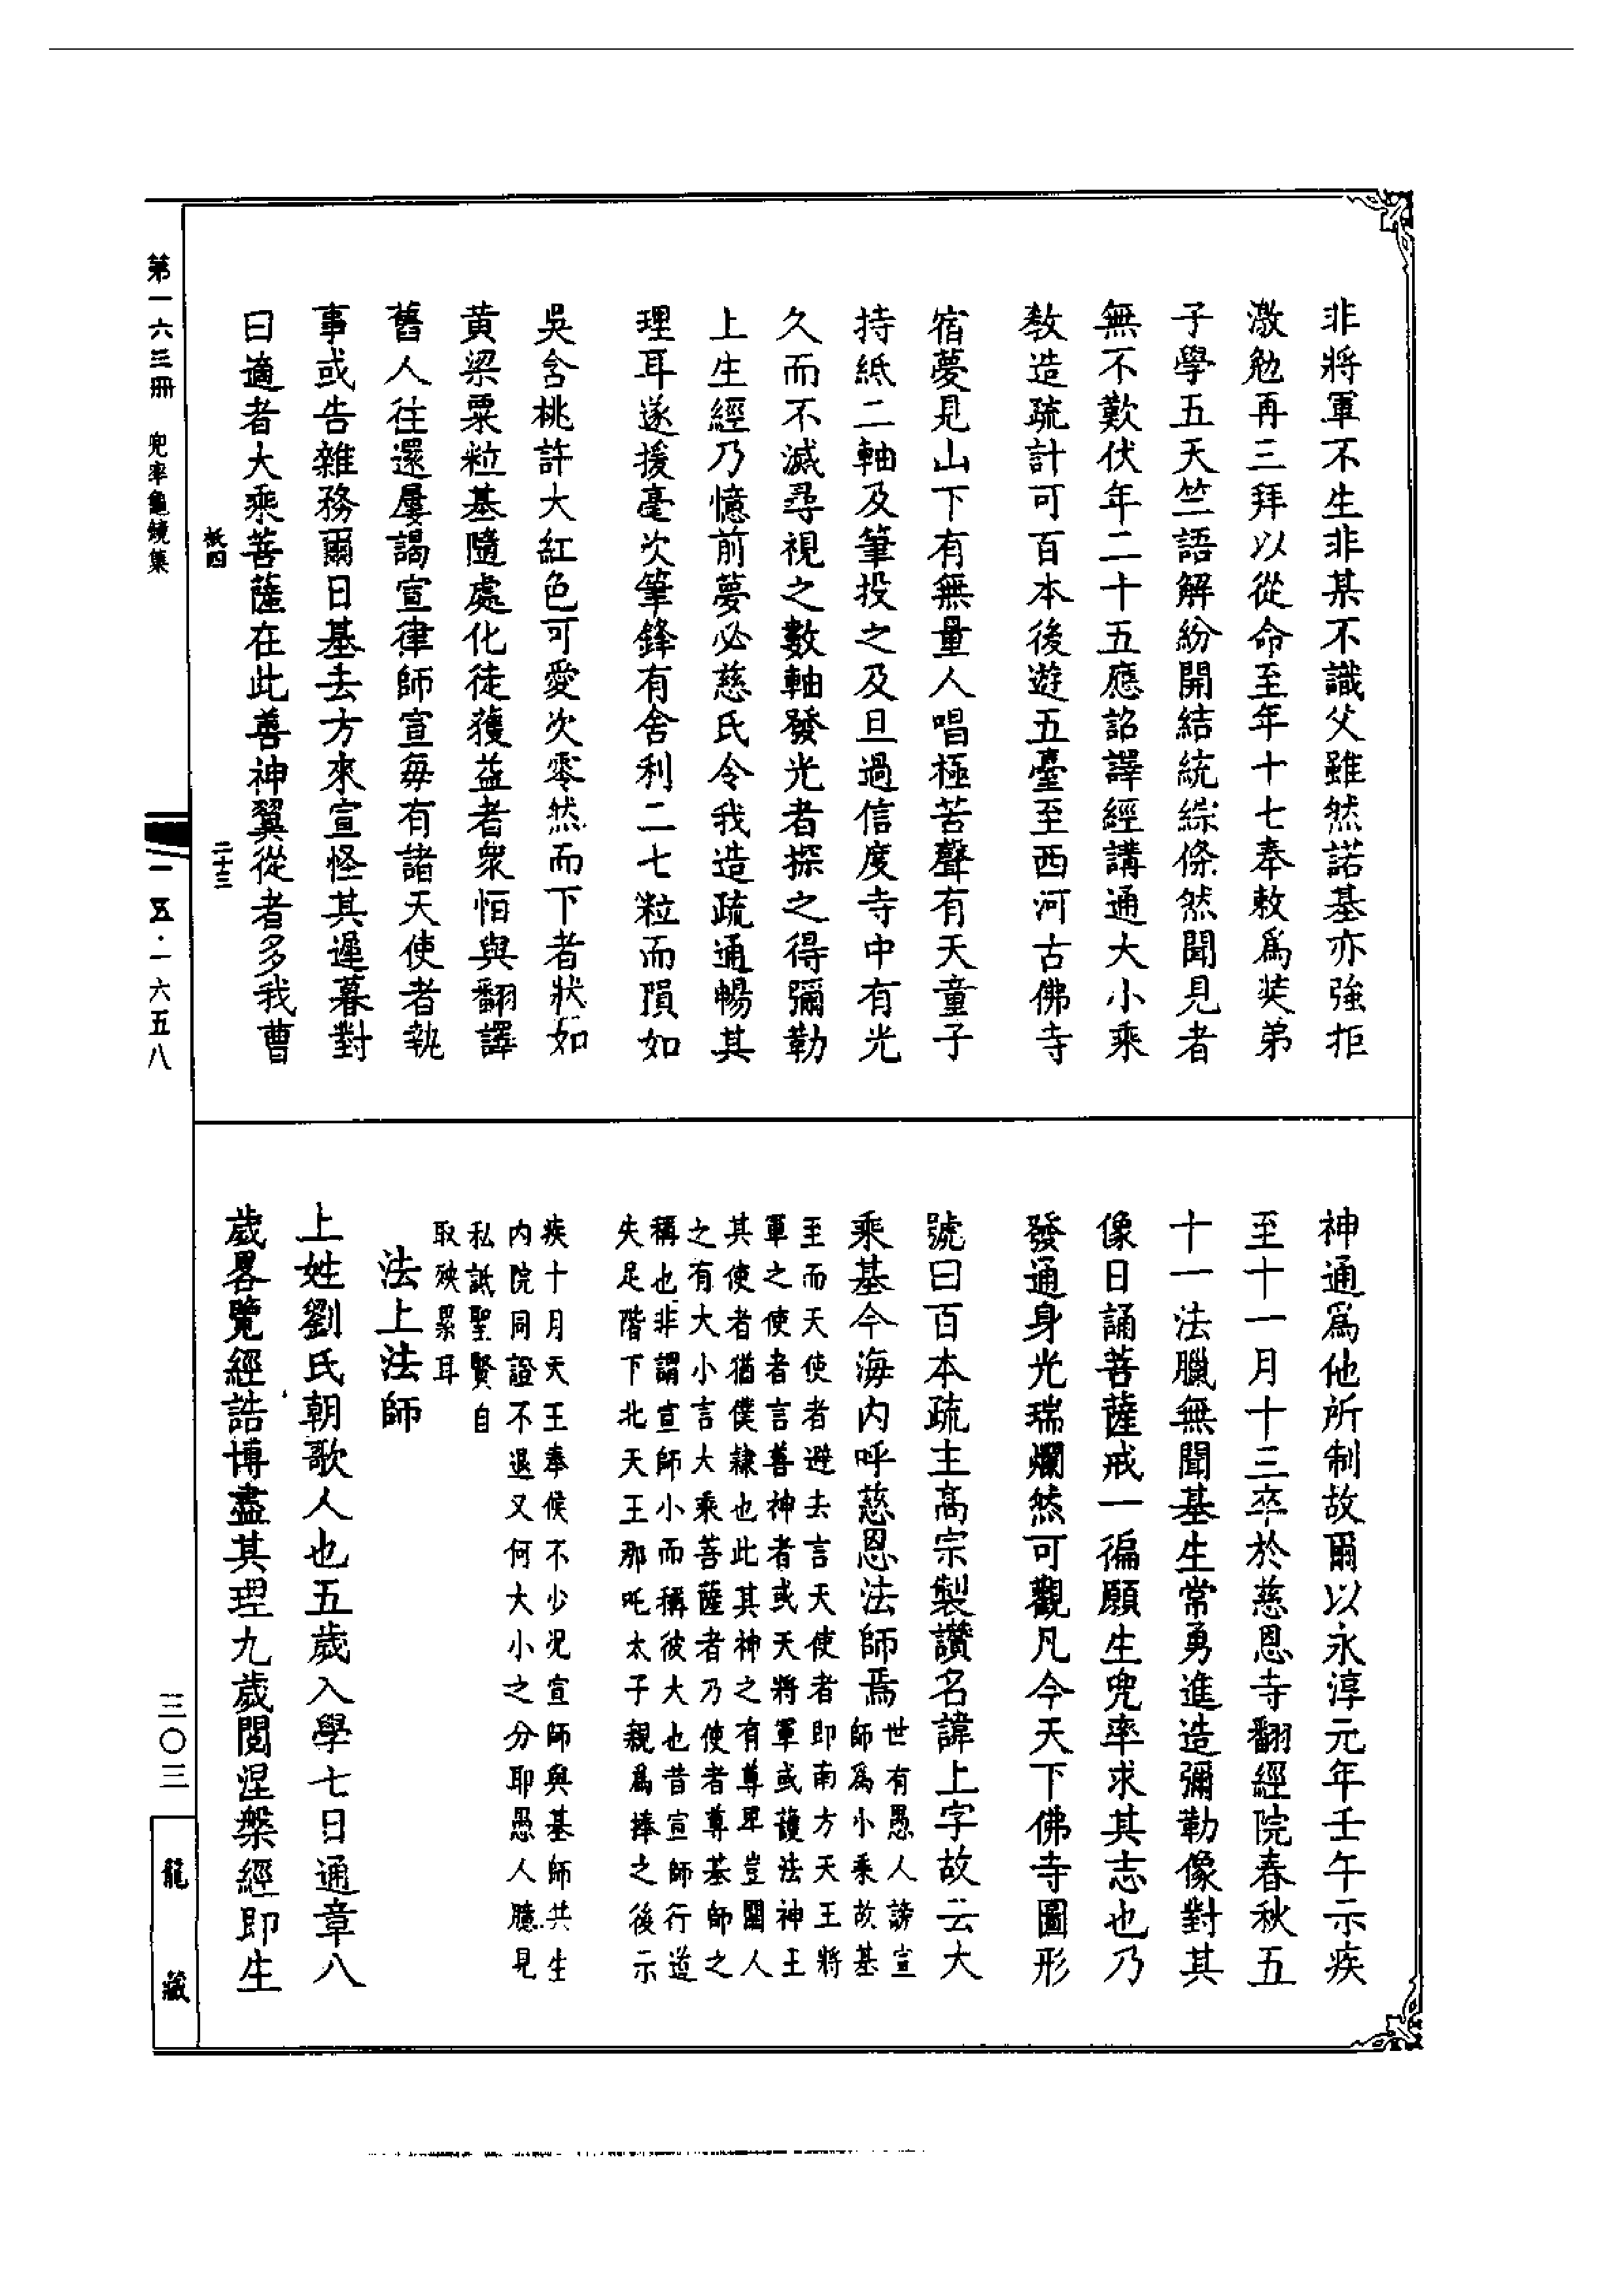 非將軍不生非某不識父雖然諾基亦強拒
激勉再三拜以從命至年十七奉敕爲奘弟
子學五天竺語解紛開結統綜條然聞見者
無不歎伏年二十五應詔譯經講通大小乘
教造疏計可百本後遊五臺至西河古佛寺
宿夢見山下有無量人唱極苦聲有天童子
持紙二軸及筆投之及旦過信度寺中有光
久而不滅尋視之數軸發光者探之得彌勒
上生經乃憶前夢必慈氏令我造疏通暢其
理耳遂援毫次筆鋒有舍利二七粒而隕如
吳含桃許大紅色可愛次零然而下者狀如
黃粱粟粒基隨處化徒獲益者衆恒與翻譯
舊人往還屢謁宣律師宣每有諸天使者執
事或告雜務爾日基去方來宣怪其遲暮對
曰適者大乘菩薩在此善神翼從者多我曹
神通爲他所制故爾以永淳元年壬午示疾
至十一月十三卒於慈恩寺翻經院春秋五
十一法臘無聞基生常勇進造彌勒像對其
像日誦菩薩戒一徧願生兜率求其志也乃
發通身光瑞爛然可觀凡今天下佛寺圖形
號曰百本疏主高宗製讚名諱上字故云大
乘基今海內呼慈恩法師焉
世有愚人謗宣
師爲小乘故基
至而天使者避去言天使者即南方天王將
軍之使者言善神者或天將軍或護法神王
其使者猶僕隸也此其神之有尊卑豈關人
之有大小言大乘菩薩者乃使者尊基師之
稱也非謂宣師小而稱彼大也昔宣師行道
失足階下北天王那吒太子親爲捧之後示
疾十月天王奉候不少況宣師與基師共生
內院同證不退又何大小之分耶愚人臆見
私詆聖賢自
取殃累耳
法上法師
上姓劉氏朝歌人也五歲入學七日通章八
歲畧覽經誥博盡其理九歲閱涅槃經即生
第一六三冊 兜率龜鏡集
扺四
二十三
一五·一六五八
三〇三
龍藏